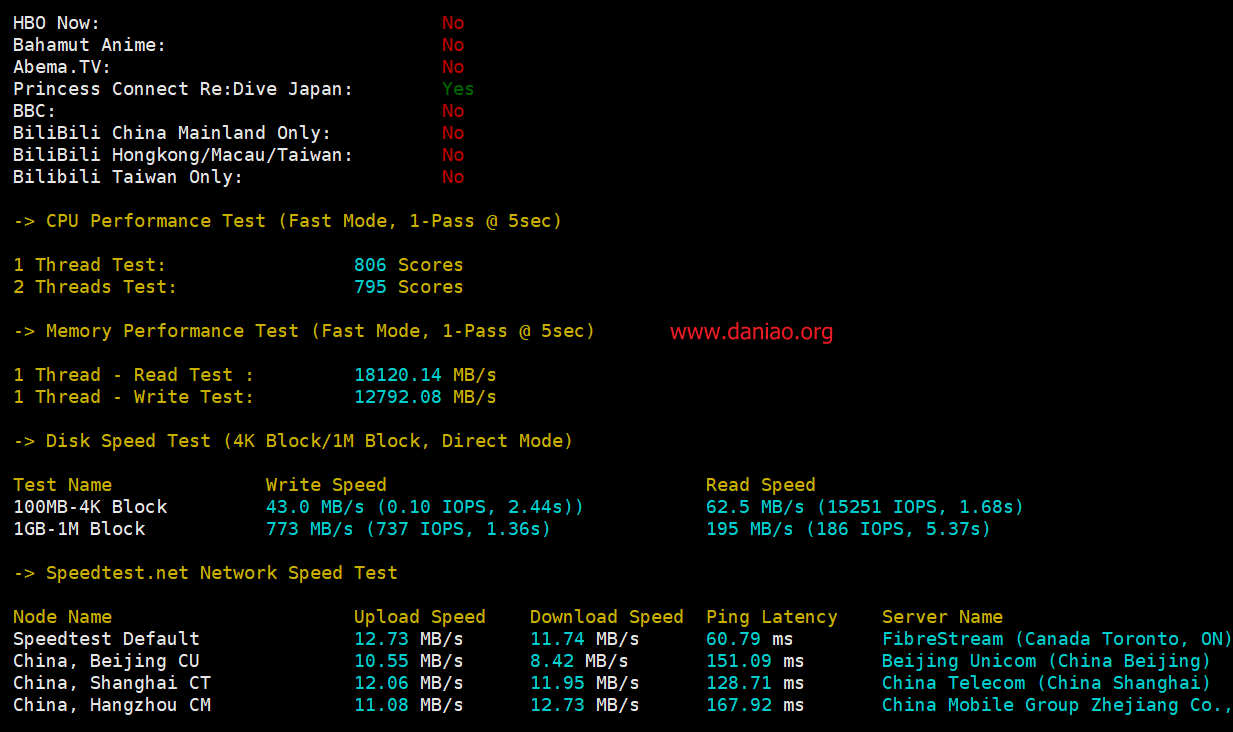 HBO Now: No
Bahamut Anime: No
Abema.TV: No
Princess Connect Re:Dive Japan: Yes
BBC: No
BiliBili China Mainland Only: No
BiliBili Hongkong/Macau/Taiwan: No
Bilibili Taiwan Only: No
-> CPU Performance Test (Fast Mode, 1-Pass @ 5sec)
1 Thread Test: 806 Scores
2 Threads Test: 795 Scores
-> Memory Performance Test (Fast Mode, 1-Pass @ 5sec) www.daniao.org
1 Thread - Read Test : 18120.14 MB/s
1 Thread - Write Test: 12792.08 MB/s
-> Disk Speed Test (4K Block/1M Block, Direct Mode)
Test Name Write Speed Read Speed
100MB-4K Block 43.0 MB/s (0.10 IOPS, 2.44s)) 62.5 MB/s (15251 IOPS, 1.68s)
1GB-1M Block 773 MB/s (737 IOPS, 1.36s) 195 MB/s (186 IOPS, 5.37s)
-> Speedtest.net Network Speed Test
Node Name Upload Speed Download Speed Ping Latency Server Name
Speedtest Default 12.73 MB/s 11.74 MB/s 60.79 ms FibreStream (Canada Toronto, ON)
China, Beijing CU 10.55 MB/s 8.42 MB/s 151.09 ms Beijing Unicom (China Beijing)
China, Shanghai CT 12.06 MB/s 11.95 MB/s 128.71 ms China Telecom (China Shanghai)
China, Hangzhou CM 11.08 MB/s 12.73 MB/s 167.92 ms China Mobile Group Zhejiang Co.,